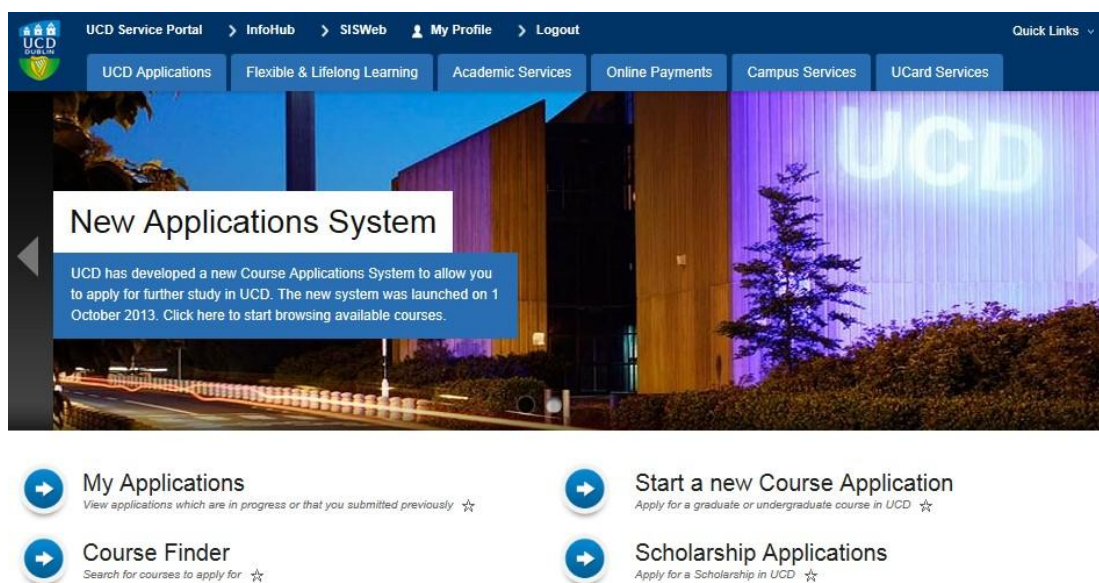 UCD
DUBLIN
UCD Service Portal
InfoHub
SISWeb
My Profile
Logout
Quick Links
UCD Applications
Flexible & Lifelong Learning
Academic Services
Online Payments
Campus Services
UCard Services
UCD
New Applications System
UCD has developed a new Course Applications System to allow you
to apply for further study in UCD. The new system was launched on 1
October 2013. Click here to start browsing available courses.
My Applications
View applications which are in progress or that you submitted previously
Start a new Course Application
Apply for a graduate or undergraduate course in UCD
Course Finder
Search for courses to apply for
Scholarship Applications
Apply for a Scholarship in UCD